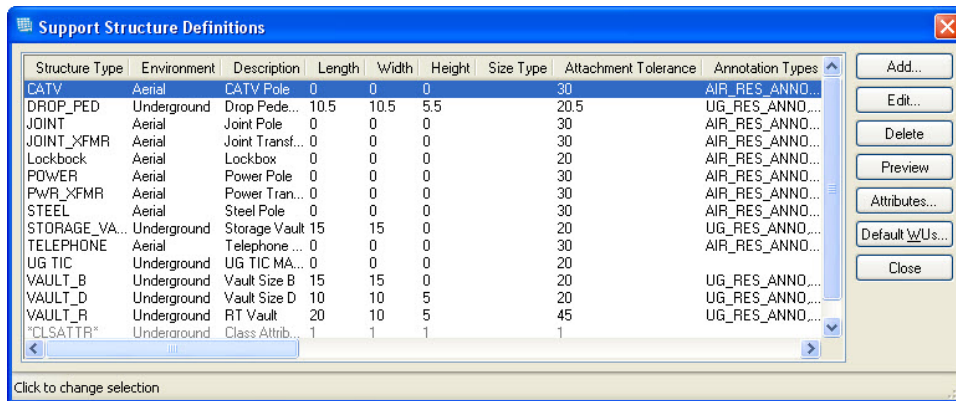 Support Structure Definitions
Structure Type Environment Description Length Width Height Size Type Attachment Tolerance Annotation Types
CATV Aerial CATV Pole 0 0 0 30 AIR_RES_ANNO...
DROP_PED Underground Drop Pede... 10.5 10.5 5.5 20.5 UG_RES_ANNO,...
JOINT Aerial Joint Pole 0 0 0 30 AIR_RES_ANNO...
JOINT_XFMR Aerial Joint Transf... 0 0 0 30 AIR_RES_ANNO...
Lockbock Aerial Lockbox 0 0 0 20 AIR_RES_ANNO...
POWER Aerial Power Pole 0 0 0 30 AIR_RES_ANNO...
PWR_XFMR Aerial Power Tran... 0 0 0 30 AIR_RES_ANNO...
STEEL Aerial Steel Pole 0 0 0 30 AIR_RES_ANNO...
STORAGE_VA... Underground Storage Vault 15 15 0 20 UG_RES_ANNO,...
TELEPHONE Aerial Telephone ... 0 0 0 30 AIR_RES_ANNO...
UG TIC Underground UG TIC MA... 0 0 0 20
VAULT_B Underground Vault Size B 15 15 0 20 UG_RES_ANNO,...
VAULT_D Underground Vault Size D 10 10 5 20 UG_RES_ANNO,...
VAULT_R Underground RT Vault 20 10 5 45 UG_RES_ANNO,...
*CLSATTR* Underground Class Attrib... 1 1 1 1
Add...
Edit...
Delete
Preview
Attributes...
Default WUs...
Close
Click to change selection